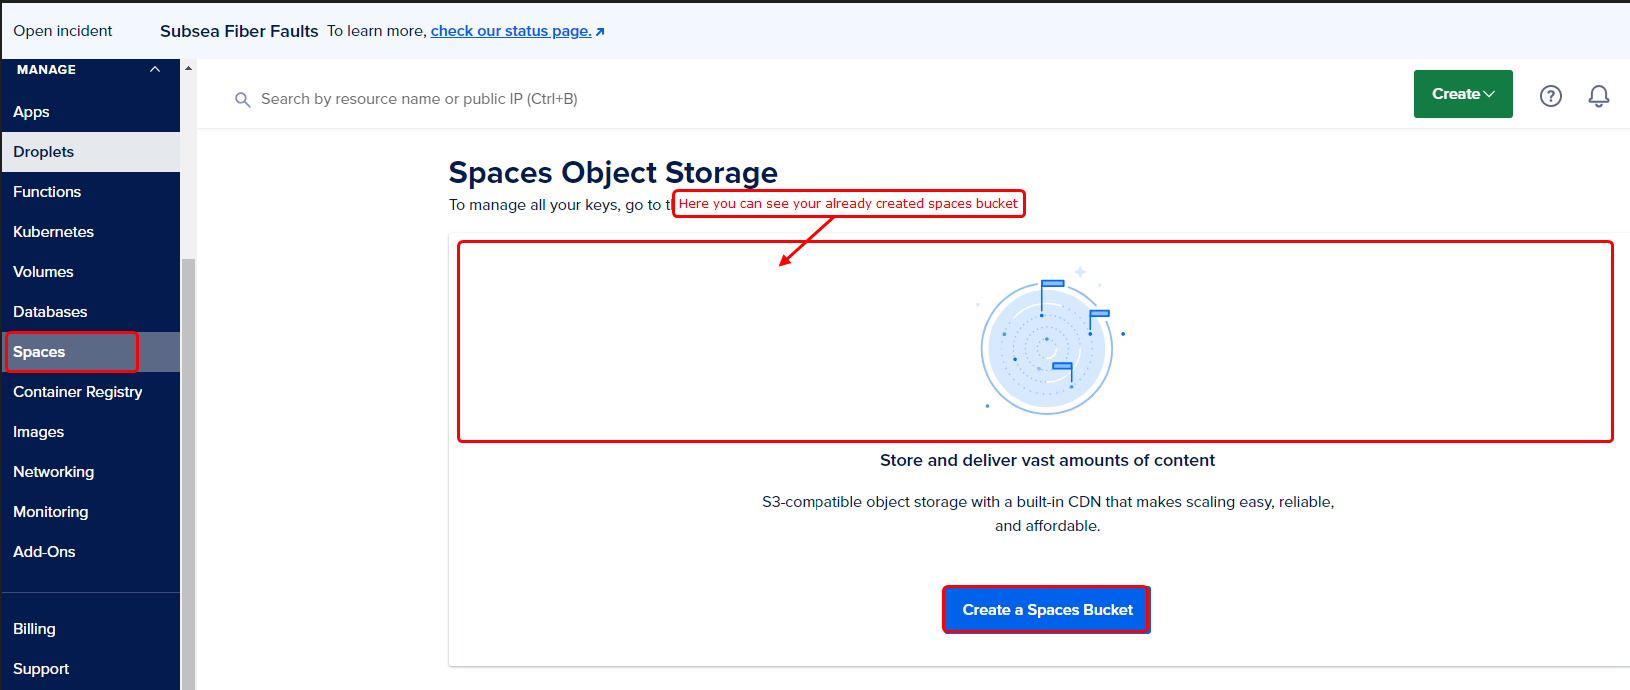 Open incident
Subsea Fiber Faults To learn more, check our status page.
MANAGE
Apps
Droplets
Functions
Kubernetes
Volumes
Databases
Spaces
Container Registry
Images
Networking
Monitoring
Add-Ons
Billing
Support
Search by resource name or public IP (Ctrl+B)
Create
Spaces Object Storage
To manage all your keys, go to
Here you can see your already created spaces bucket
Store and deliver vast amounts of content
S3-compatible object storage with a built-in CDN that makes scaling easy, reliable,
and affordable.
Create a Spaces Bucket